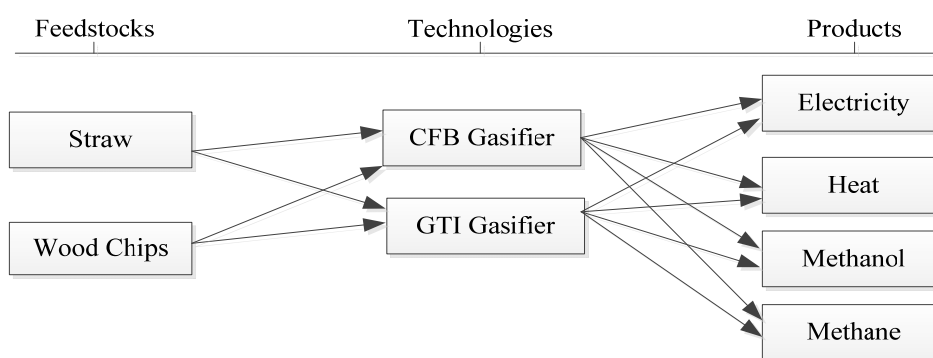 Feedstocks Technologies Products
Electricity
Straw CFB Gasifier
Heat
Wood Chips GTI Gasifier
Methanol
Methane